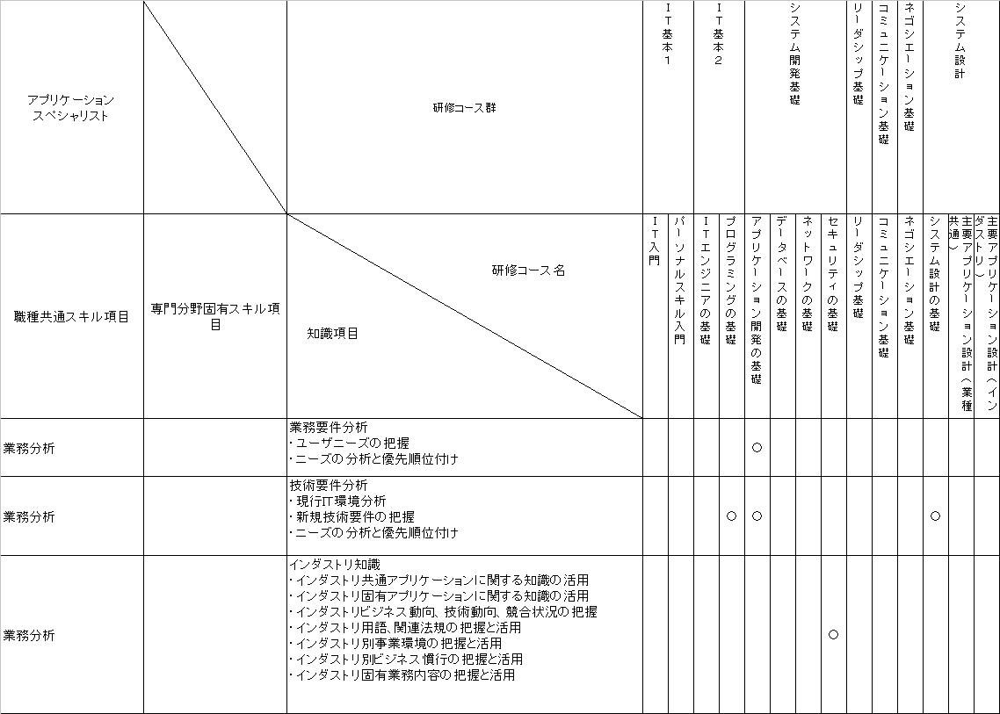 アプリケーション
スペシャリスト
研修コース群
IT基本1
IT基本2
システム開発基礎
リーダシップ基礎
コミュニケーション基礎
ネゴシエーション基礎
システム設計
職種共通スキル項目
専門分野固有スキル項
目
研修コース名
知識項目
IT入門
パーソナルスキル入門
ITエンジニアの基礎
プログラミングの基礎
アプリケーション開発の基礎
データベースの基礎
ネットワークの基礎
セキュリティの基礎
リーダシップ基礎
コミュニケーション基礎
ネゴシエーション基礎
システム設計の基礎
主要アプリケーション設計(業種
共通)
主要アプリケーション設計(イン
ダストリ)
業務分析
業務要件分析
・ユーザニーズの把握
・ニーズの分析と優先順位付け
○
業務分析
技術要件分析
・現行IT環境分析
・新規技術要件の把握
・ニーズの分析と優先順位付け
○ ○ ○
業務分析
インダストリ知識
・インダストリ共通アプリケーションに関する知識の活用
・インダストリ固有アプリケーションに関する知識の活用
・インダストリビジネス動向、技術動向、競合状況の把握
・インダストリ用語、関連法規の把握と活用
・インダストリ別事業環境の把握と活用
・インダストリ別ビジネス慣行の把握と活用
・インダストリ固有業務内容の把握と活用
○